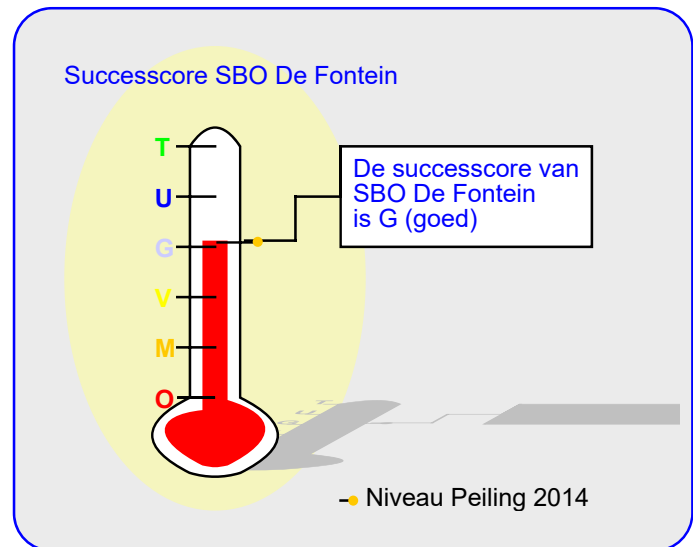 Successcore SBO De Fontein
T
U
G
V
M
O
De successcore van
SBO De Fontein
is G (goed)
Niveau Peiling 2014